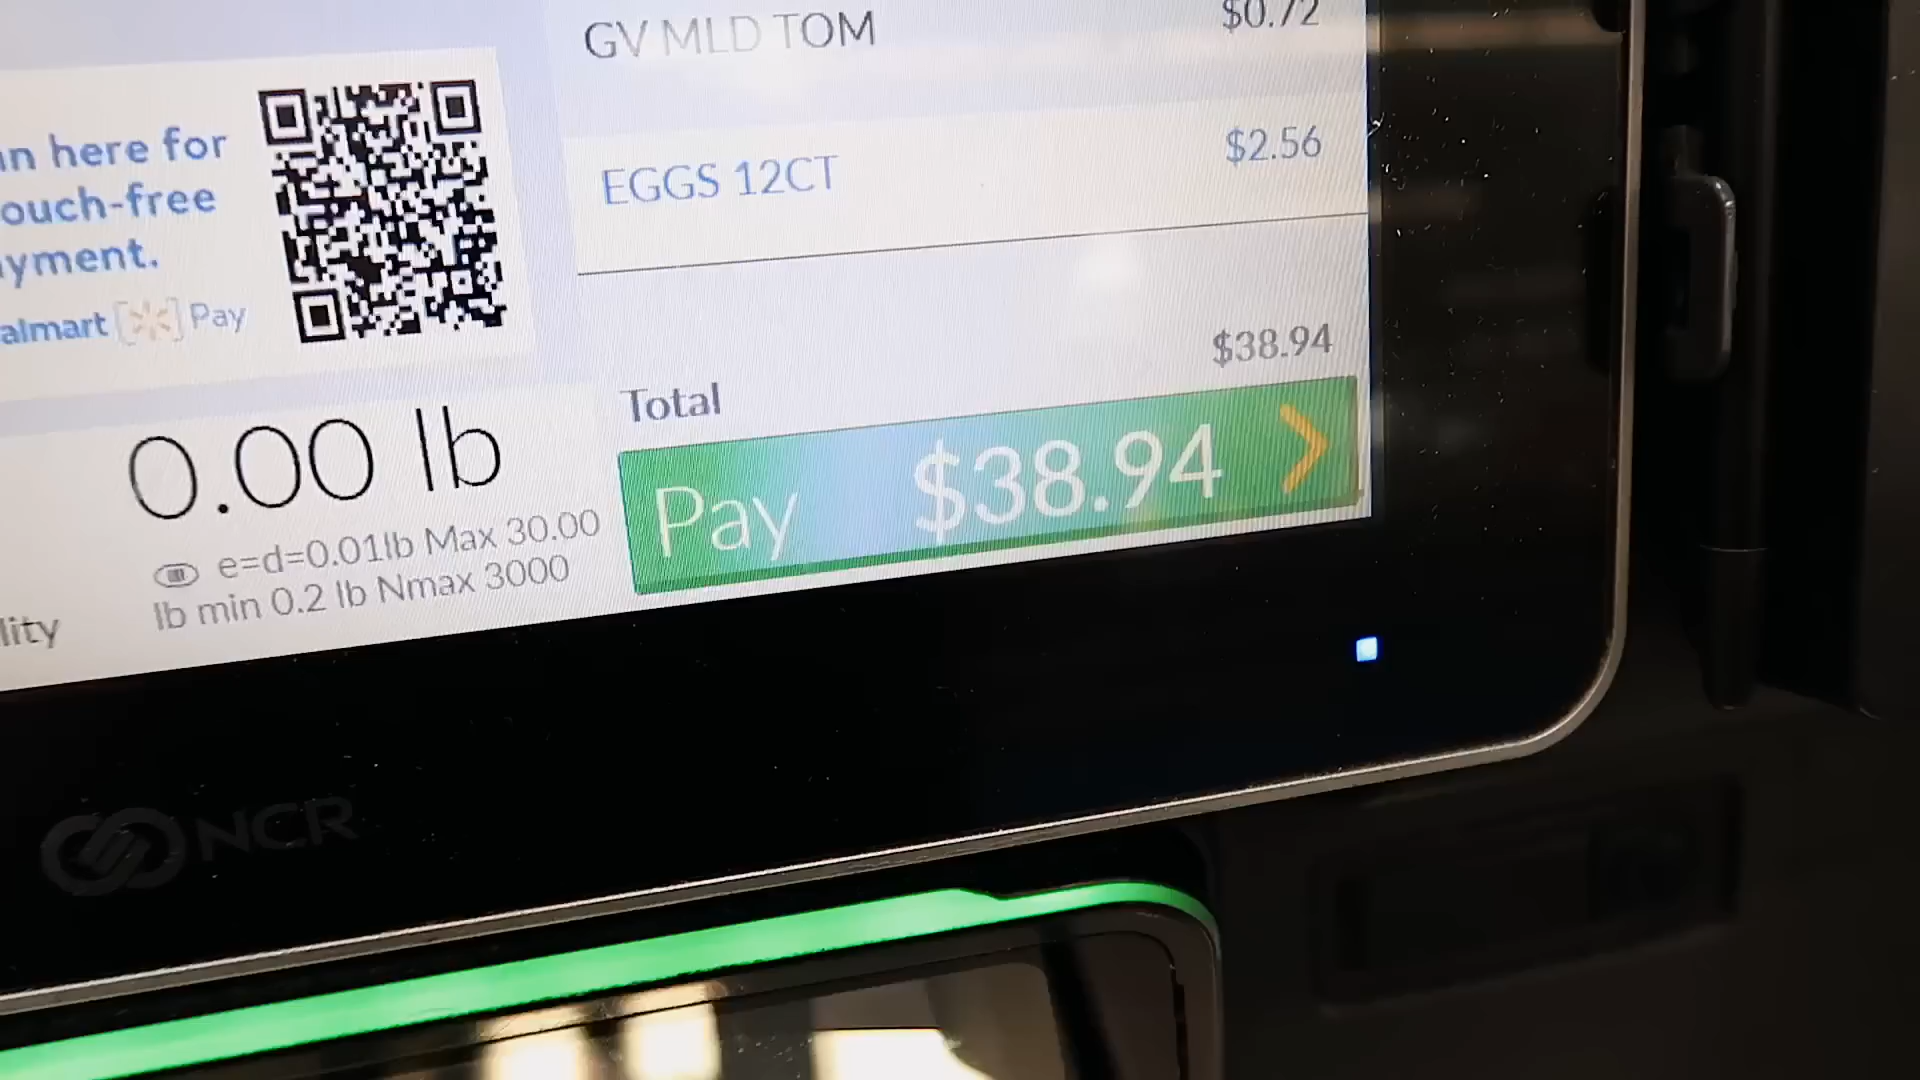 GV MLD TOM $0.72
EGGS 12CT $2.56
$38.94
Total
Pay $38.94
in here for
ouch-free
yment.
almart Pay
0.00 lb
e=d=0.01lb Max 30.00
lb min 0.2 lb Nmax 3000
lity
NCR